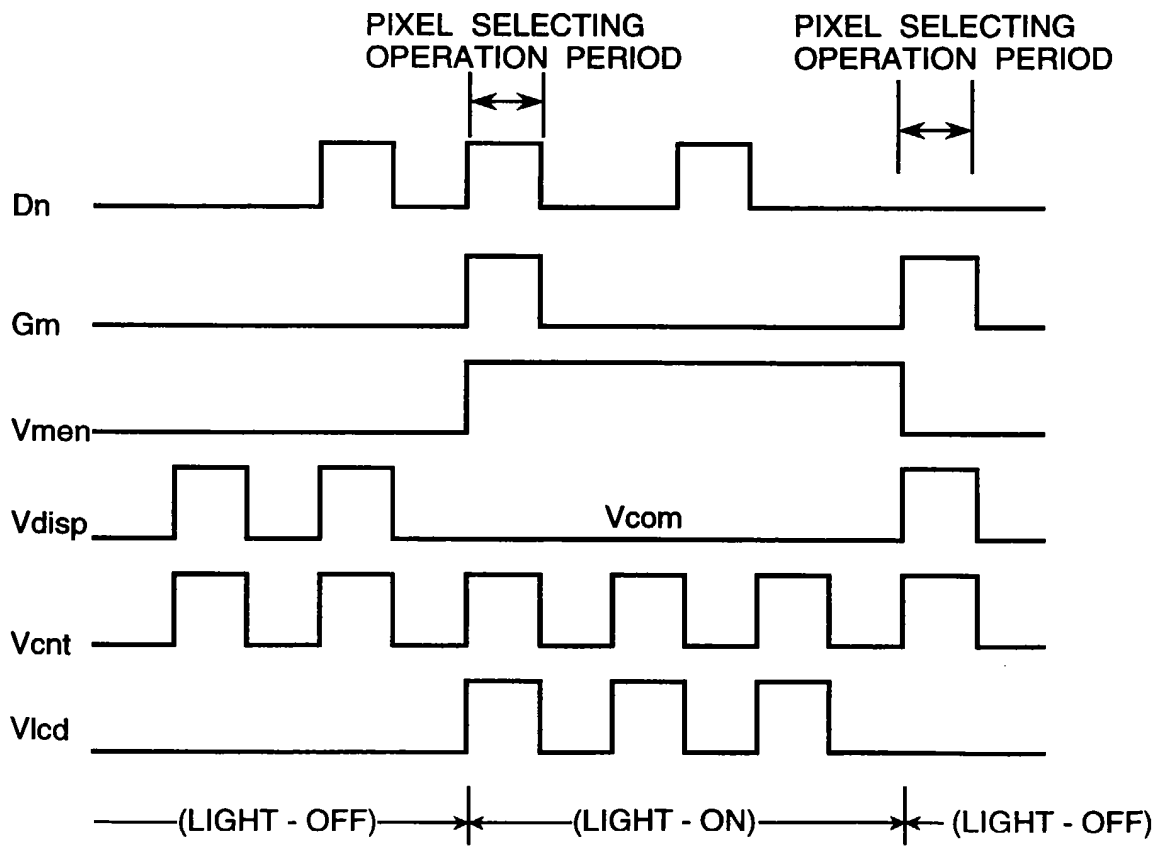 PIXEL SELECTING
OPERATION PERIOD
PIXEL SELECTING
OPERATION PERIOD
Dn
Gm
Vmen
Vdisp
Vcom
Vcnt
Vlcd
(LIGHT - OFF)
(LIGHT - ON)
(LIGHT - OFF)